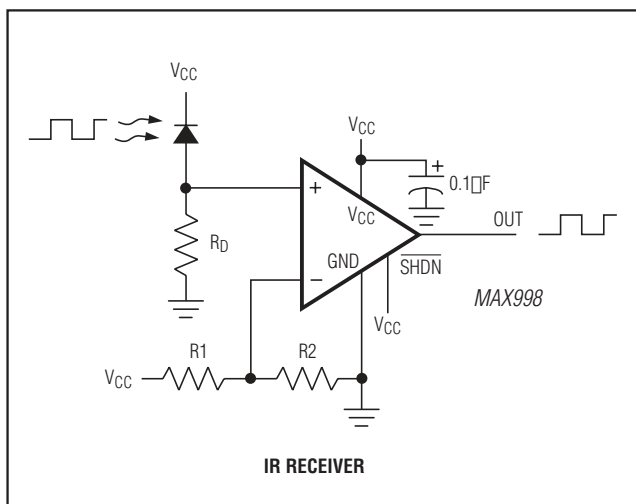 VCC
VCC
+
+
0.1▯F
VCC
OUT
RD
GND
SHDN
−
MAX998
VCC
R1
R2
VCC
IR RECEIVER